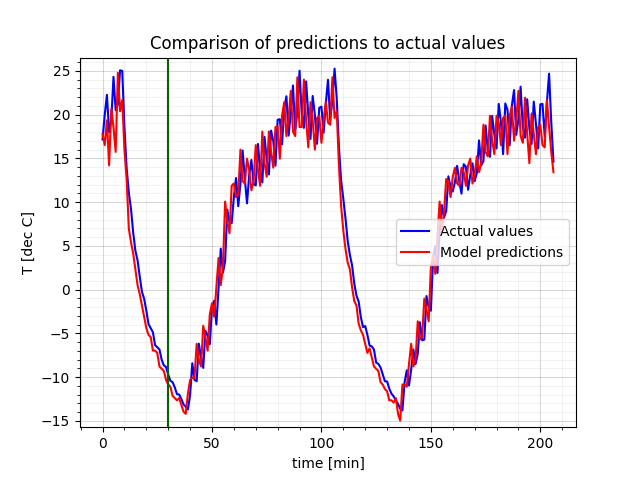 Comparison of predictions to actual values
25
20
15
10
5
0
−5
−10
−15
T [dec C]
Actual values
Model predictions
0 50 100 150 200
time [min]